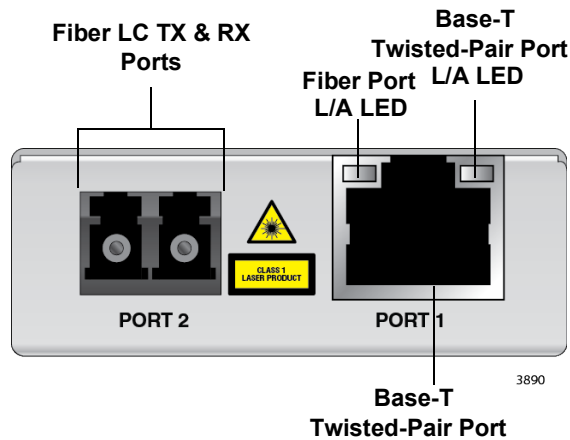 Fiber LC TX & RX
Ports
Base-T
Twisted-Pair Port
L/A LED
Fiber Port
L/A LED
CLASS 1
LASER PRODUCT
PORT 2
PORT 1
3890
Base-T
Twisted-Pair Port